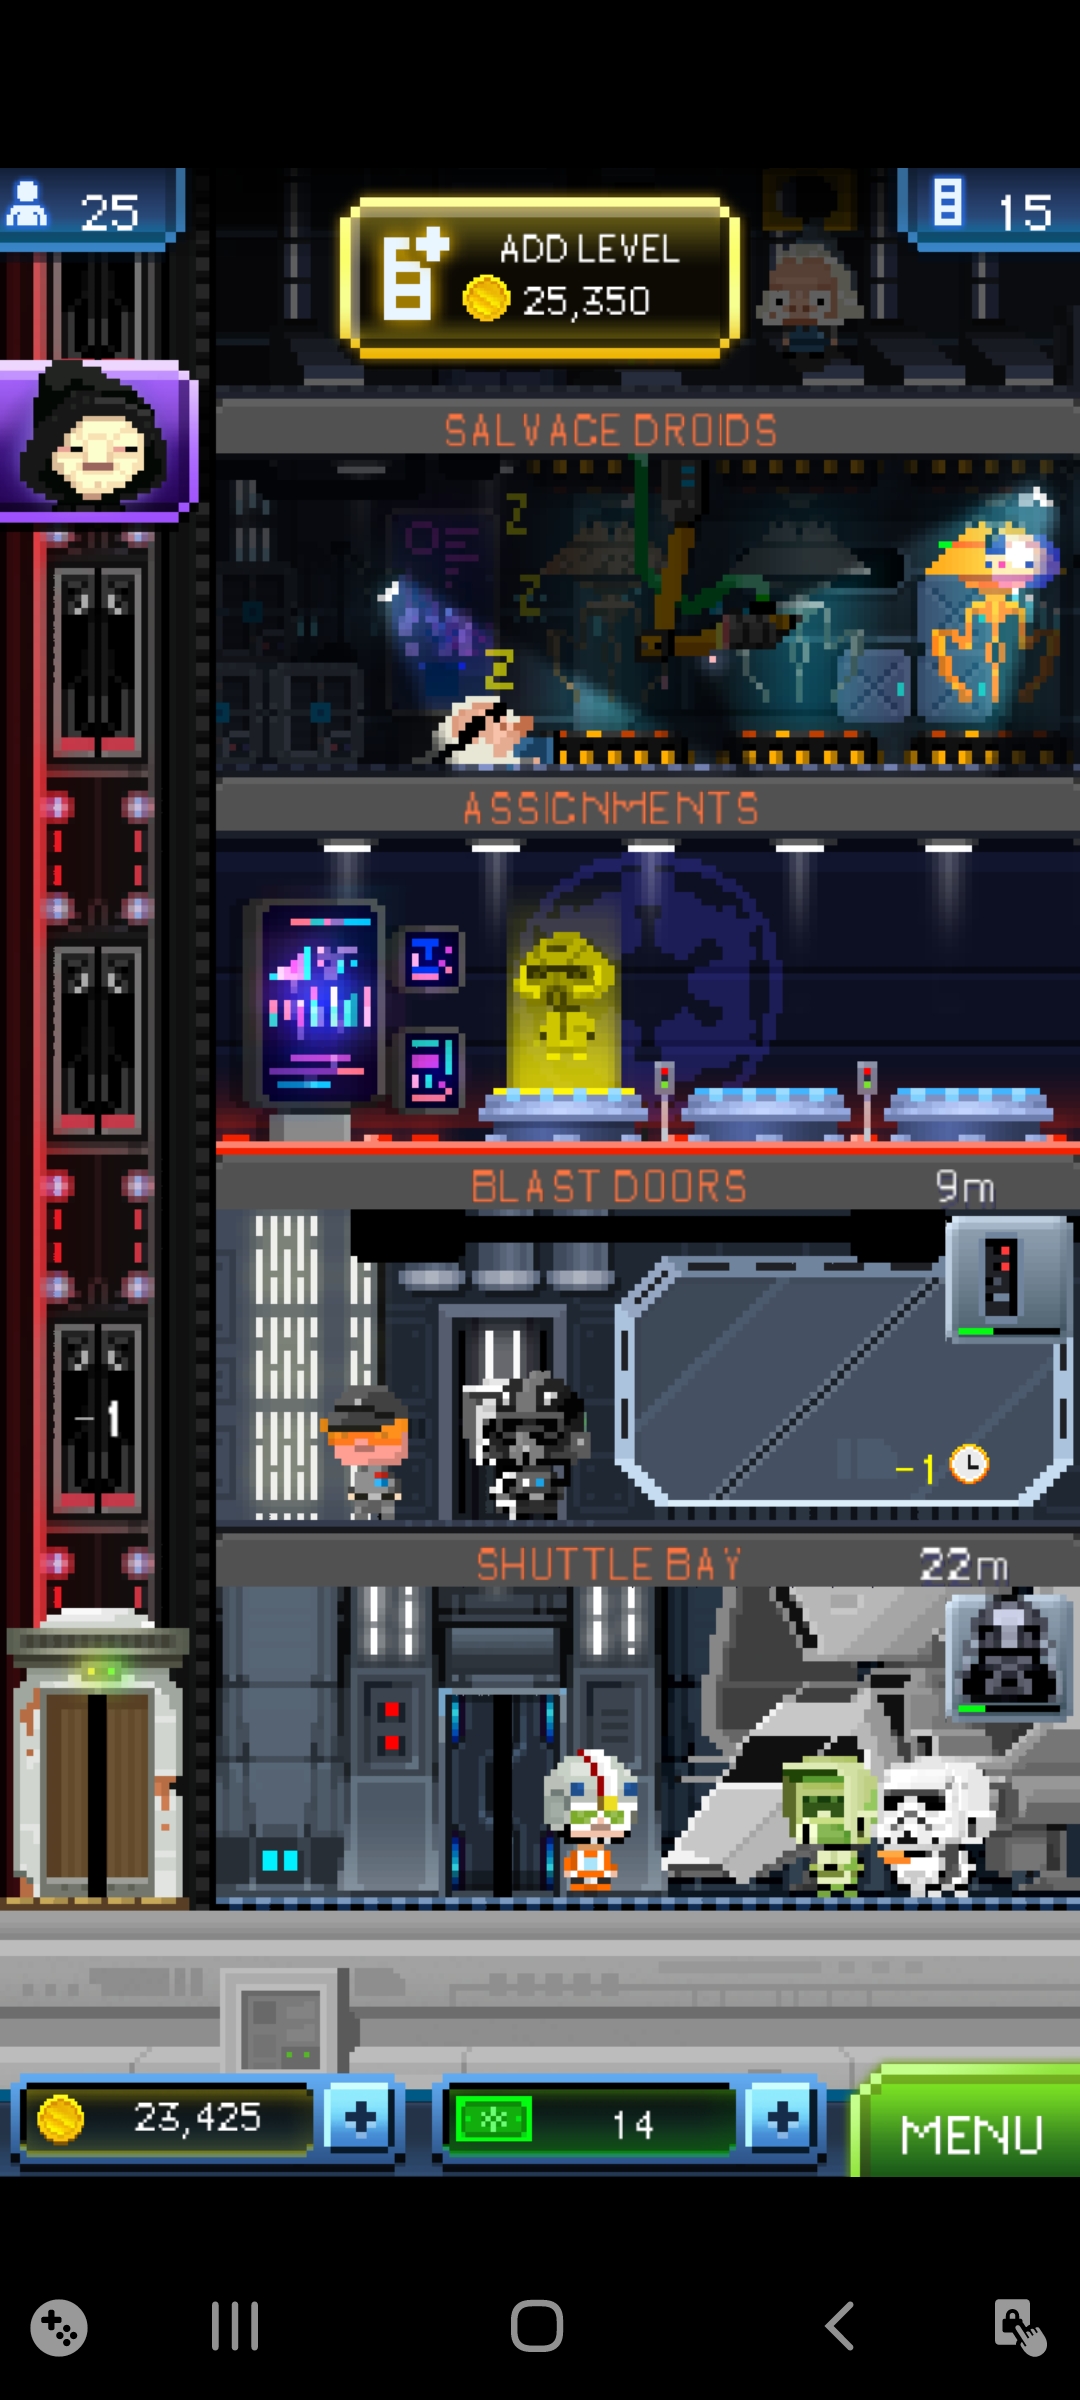 25
ADD LEVEL
25,350
15
SALVAGE DROIDS
Z
Z
Z
ASSIGNMENTS
BLAST DOORS 9m
-1
-1
SHUTTLE BAY 22m
23,425
14
MENU